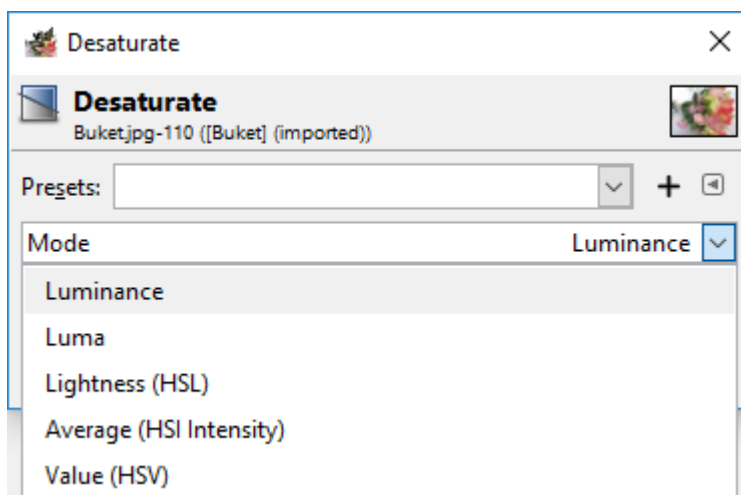 Desaturate
Desaturate
Buket.jpg-110 ([Buket] (imported))
Presets:
Mode Luminance
Luminance
Luma
Lightness (HSL)
Average (HSI Intensity)
Value (HSV)